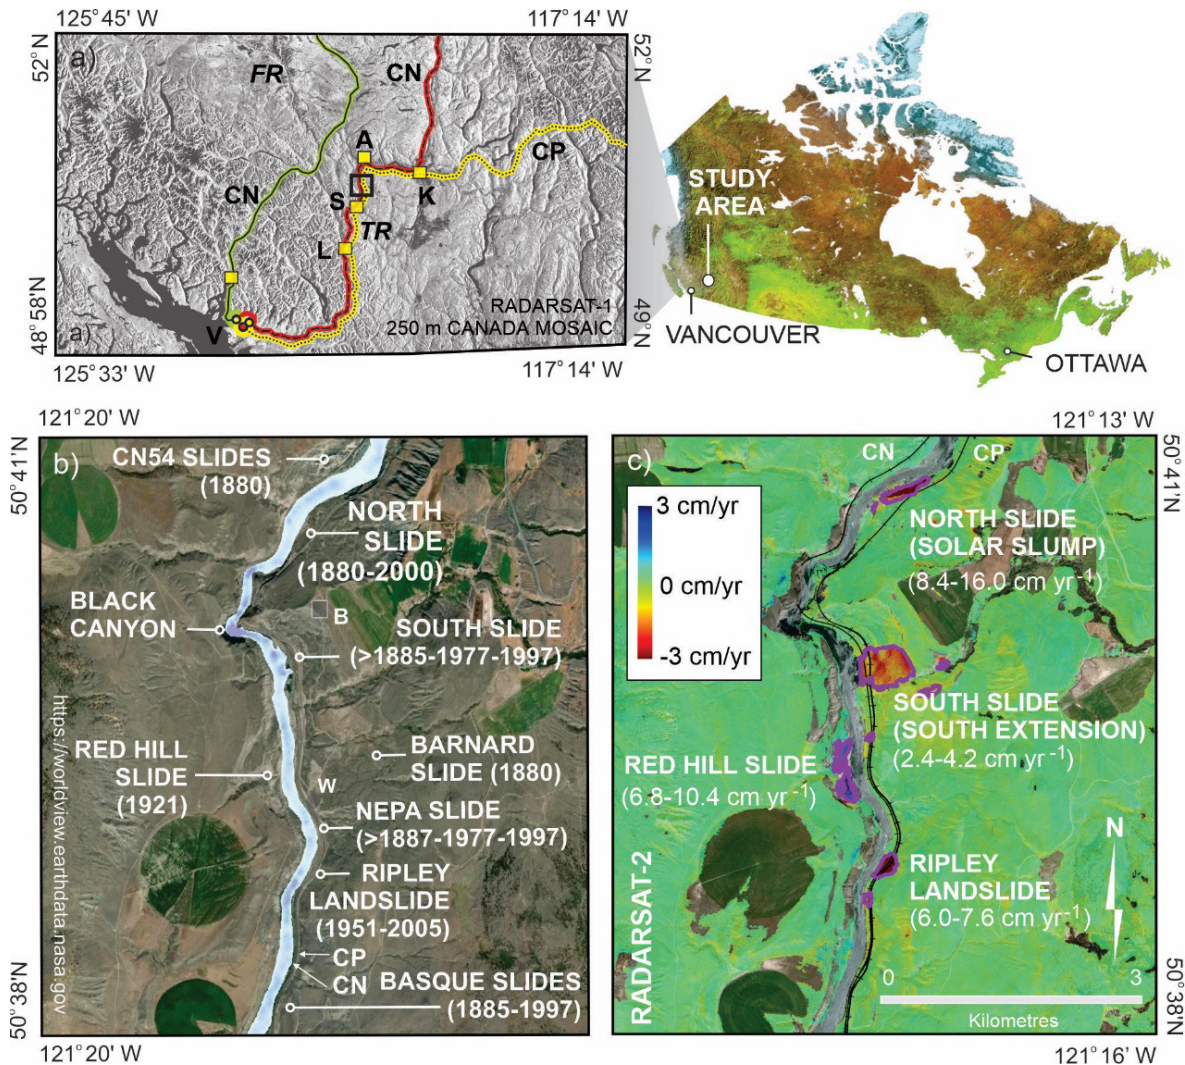 125°45' W
117°14' W
52°N
52°N
a)
FR
CN
A
CP
CN
S
K
TR
L
RADARSAT-1
250 m CANADA MOSAIC
V
a)
48°58'N
49°N
125°33' W
117°14' W
STUDY
AREA
VANCOUVER
OTTAWA
121°20' W
50°41'N
b)
CN54 SLIDES
(1880)
NORTH
SLIDE
(1880-2000)
BLACK
CANYON
B
SOUTH SLIDE
(>1885-1977-1997)
https://worldview.earthdata.nasa.gov
RED HILL
SLIDE
(1921)
BARNARD
SLIDE (1880)
W
NEPA SLIDE
(>1887-1977-1997)
RIPLEY
LANDSLIDE
(1951-2005)
CP
CN
BASQUE SLIDES
(1885-1997)
50°38'N
121°20' W
121°13' W
50°41'N
c)
CN
CP
3 cm/yr
0 cm/yr
-3 cm/yr
NORTH SLIDE
(SOLAR SLUMP)
(8.4-16.0 cm yr⁻¹)
SOUTH SLIDE
(SOUTH EXTENSION)
(2.4-4.2 cm yr⁻¹)
RED HILL SLIDE
(6.8-10.4 cm yr⁻¹)
RIPLEY
LANDSLIDE
(6.0-7.6 cm yr⁻¹)
N
RADARSAT-2
0
3
Kilometres
50°38'N
121°16' W